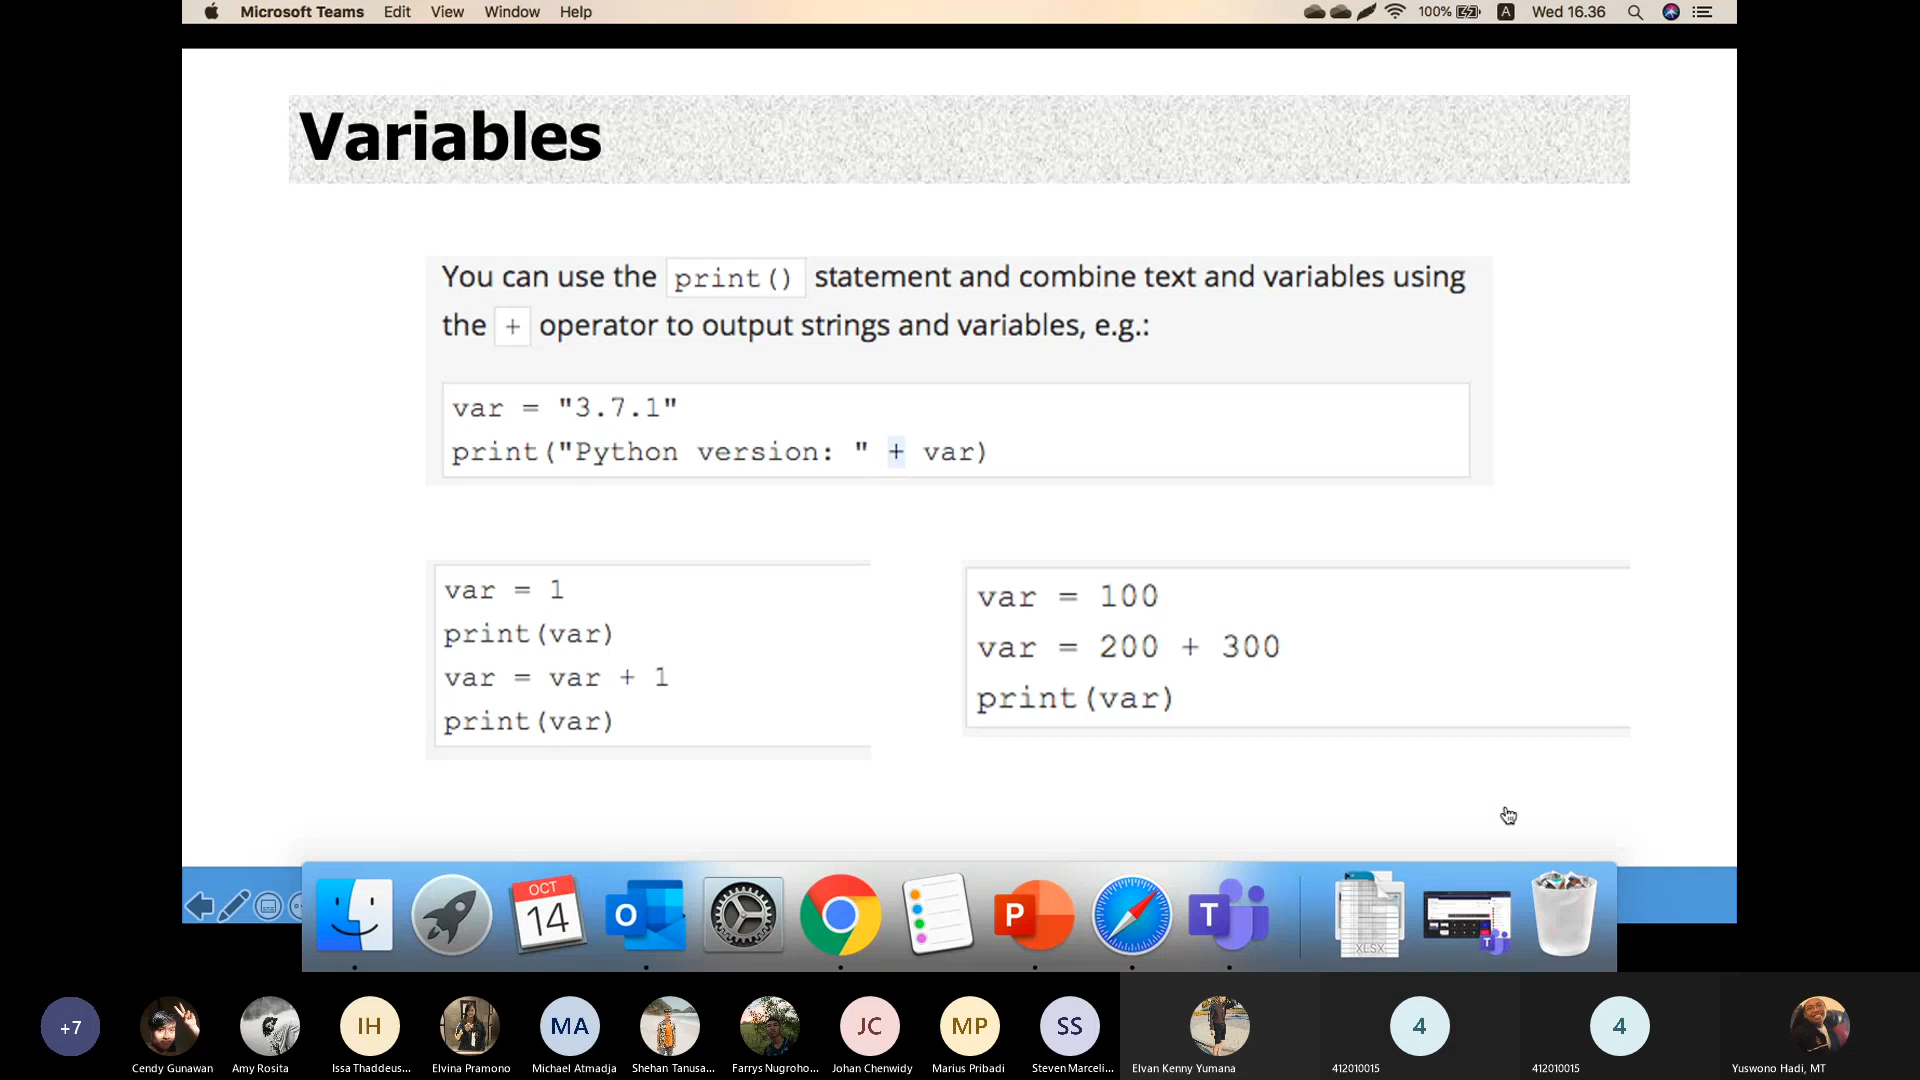 Microsoft Teams Edit View Window Help 100% A Wed 16.36
Variables
You can use the print() statement and combine text and variables using
the + operator to output strings and variables, e.g.:
var = "3.7.1"
print("Python version: " + var)
var = 1
print(var)
var = var + 1
print(var)
var = 100
var = 200 + 300
print(var)
OCT
14
O
P
T
XLSX
T
+7
IH
MA
JC
MP
SS
4
4
Cendy Gunawan
Amy Rosita
Issa Thaddeus...
Elvina Pramono
Michael Atmadja
Shehan Tanusa...
Farrys Nugroho...
Johan Chenwidy
Marius Pribadi
Steven Marceli...
Elvan Kenny Yumana
412010015
412010015
Yuswono Hadi, MT